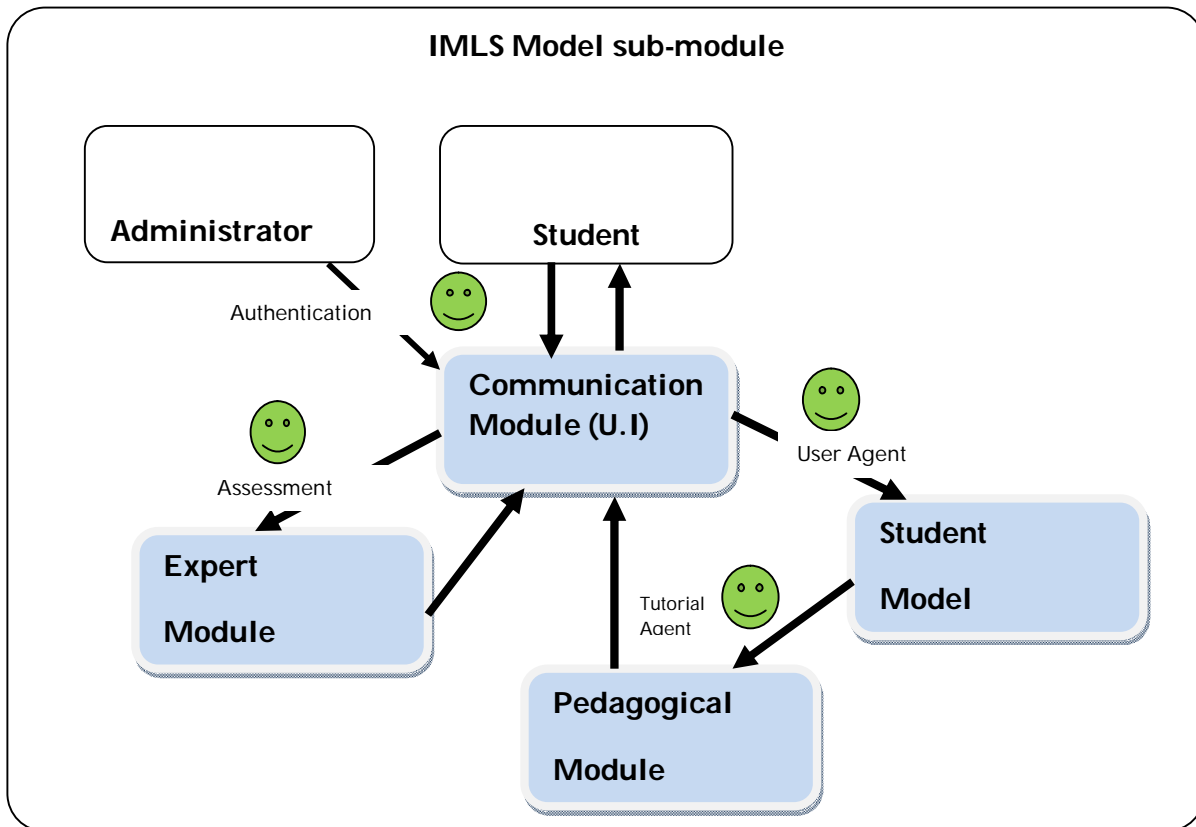 IMLS Model sub-module
Administrator
Student
Authentication
Communication
Module (U.I)
User Agent
Assessment
Student
Model
Expert
Module
Tutorial
Agent
Pedagogical
Module